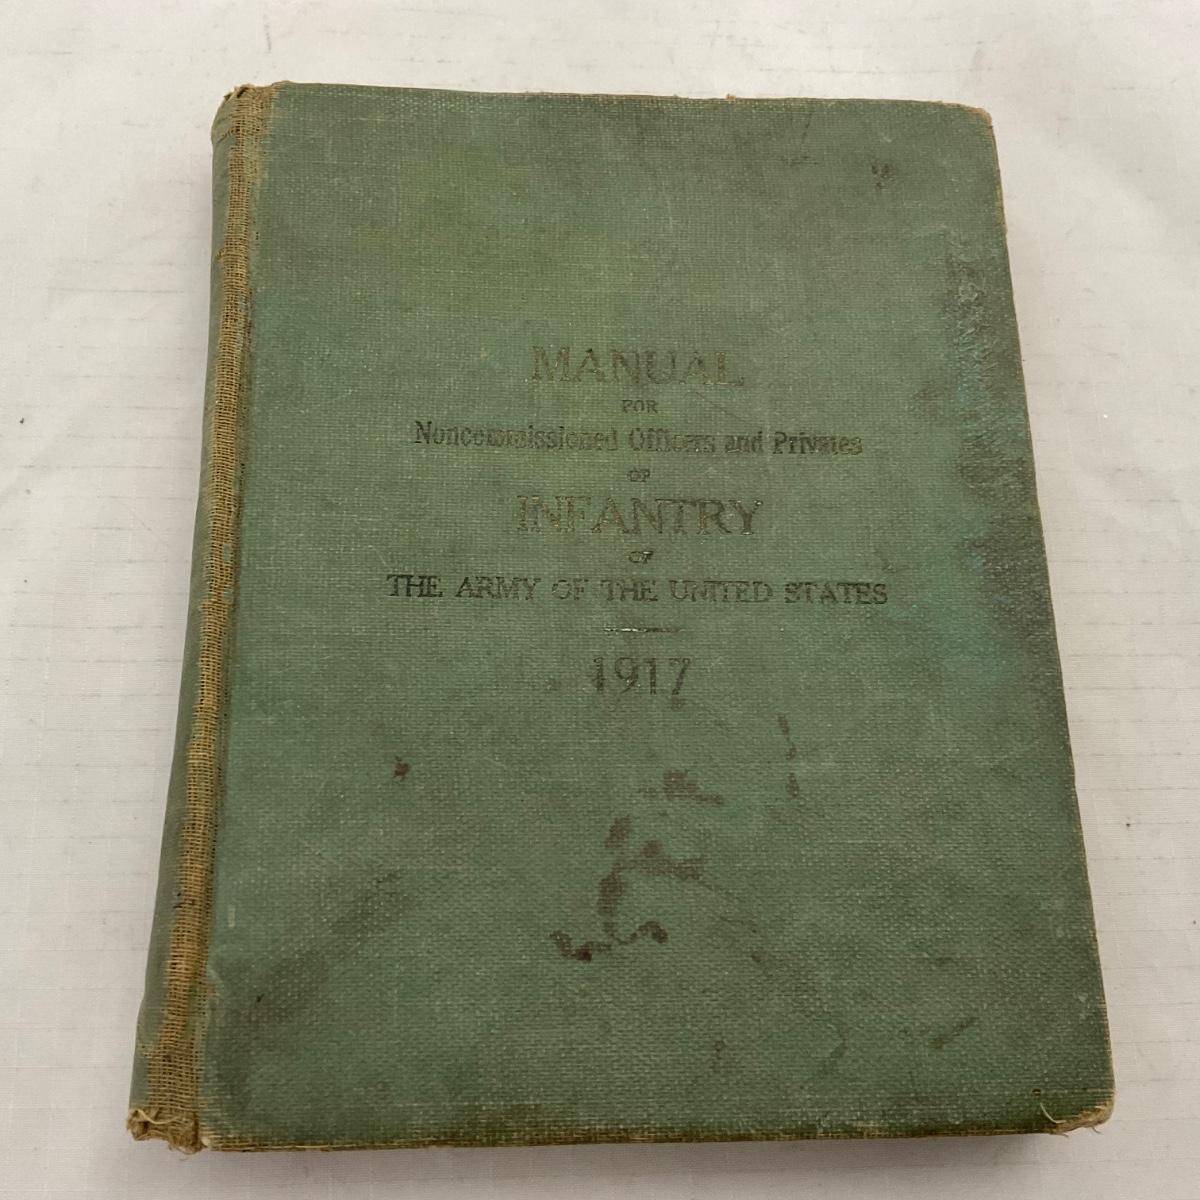 MANUAL
FOR
Noncommissioned Officers and Privates
OF
INFANTRY
OF
THE ARMY OF THE UNITED STATES
1917